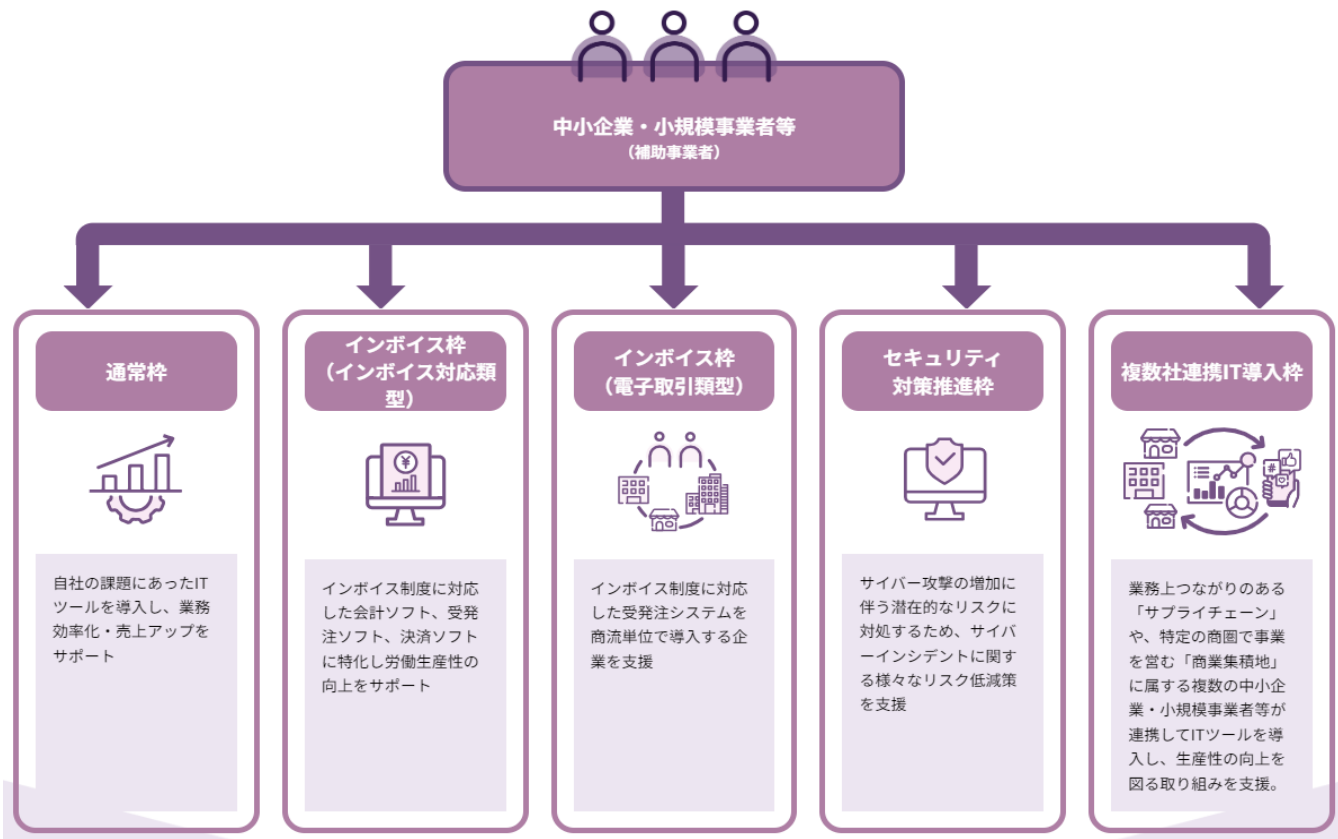 中小企業・小規模事業者等
（補助事業者）
通常枠
自社の課題にあったIT
ツールを導入し、業務
効率化・売上アップを
サポート
インボイス枠
（インボイス対応類
型）
¥
インボイス制度に対応
した会計ソフト、受発
注ソフト、決済ソフト
に特化し労働生産性の
向上をサポート
インボイス枠
（電子取引類型）
インボイス制度に対応
した受発注システムを
商流単位で導入する企
業を支援
セキュリティ
対策推進枠
サイバー攻撃の増加に
伴う潜在的なリスクに
対処するため、サイバ
ーインシデントに関す
る様々なリスク低減策
を支援
複数社連携IT導入枠
#
業務上つながりのある
「サプライチェーン」
や、特定の商圏で事業
を営む「商業集積地」
に属する複数の中小企
業・小規模事業者等が
連携してITツールを導
入し、生産性の向上を
図る取り組みを支援。